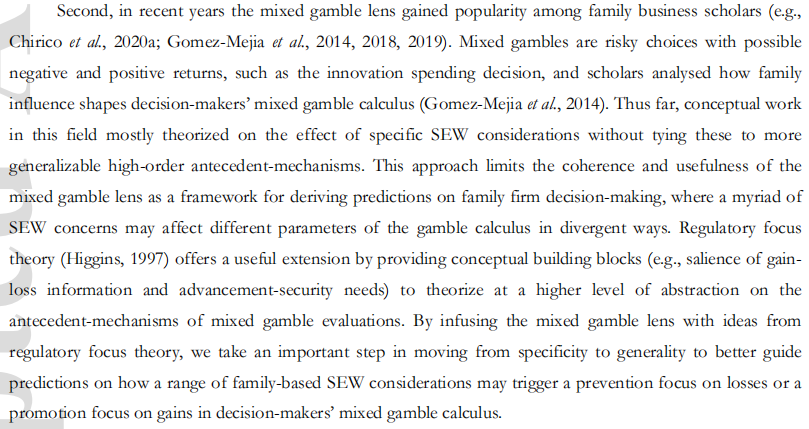 Second, in recent years the mixed gamble lens gained popularity among family business scholars (e.g.,
Chirico et al., 2020a; Gomez-Mejia et al., 2014, 2018, 2019). Mixed gambles are risky choices with possible
negative and positive returns, such as the innovation spending decision, and scholars analysed how family
influence shapes decision-makers’ mixed gamble calculus (Gomez-Mejia et al., 2014). Thus far, conceptual work
in this field mostly theorized on the effect of specific SEW considerations without tying these to more
generalizable high-order antecedent-mechanisms. This approach limits the coherence and usefulness of the
mixed gamble lens as a framework for deriving predictions on family firm decision-making, where a myriad of
SEW concerns may affect different parameters of the gamble calculus in divergent ways. Regulatory focus
theory (Higgins, 1997) offers a useful extension by providing conceptual building blocks (e.g., salience of gain-
loss information and advancement-security needs) to theorize at a higher level of abstraction on the
antecedent-mechanisms of mixed gamble evaluations. By infusing the mixed gamble lens with ideas from
regulatory focus theory, we take an important step in moving from specificity to generality to better guide
predictions on how a range of family-based SEW considerations may trigger a prevention focus on losses or a
promotion focus on gains in decision-makers’ mixed gamble calculus.